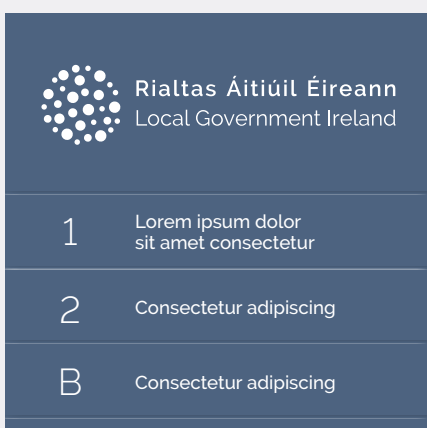 Rialtas Áitiúil Éireann
Local Government Ireland
1
Lorem ipsum dolor
sit amet consectetur
2
Consectetur adipiscing
B
Consectetur adipiscing